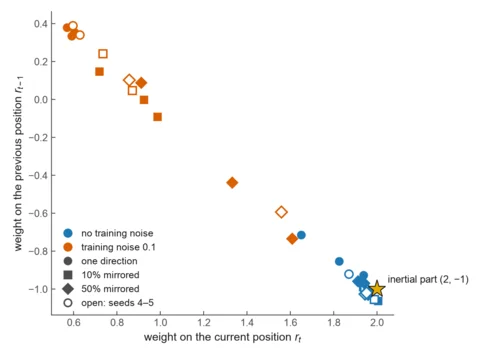 0.4
0.2
0.0
−0.2
−0.4
−0.6
−0.8
−1.0
weight on the previous position r_{t−1}
no training noise
training noise 0.1
one direction
10% mirrored
50% mirrored
open: seeds 4–5
inertial part (2, −1)
0.6 0.8 1.0 1.2 1.4 1.6 1.8 2.0
weight on the current position r_t